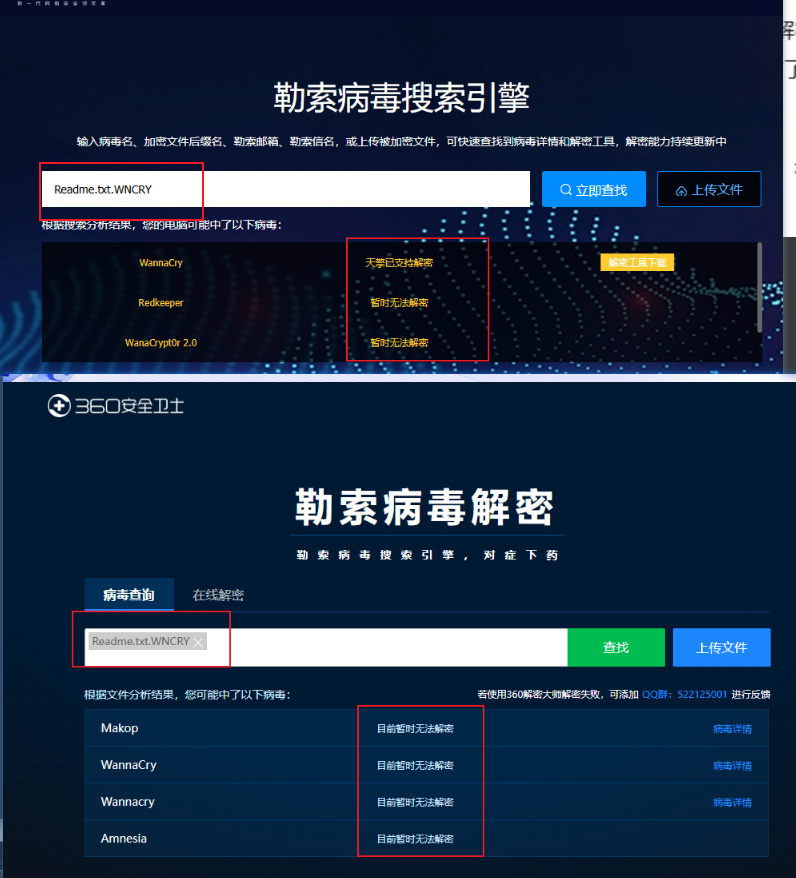 新一代网络安全领军者
勒索病毒搜索引擎
输入病毒名、加密文件后缀名、勒索邮箱、勒索信名，或上传被加密文件，可快速查找到病毒详情和解密工具，解密能力持续更新中
Readme.txt.WNCRY 立即查找 上传文件
根据搜索分析结果，您的电脑可能中了以下病毒：
WannaCry 天擎已支持解密 解密工具下载
Redkeeper 暂时无法解密
WanaCrypt0r 2.0 暂时无法解密
360安全卫士
勒索病毒解密
勒索病毒搜索引擎，对症下药
病毒查询 在线解密
Readme.txt.WNCRY 查找 上传文件
根据文件分析结果，您可能中了以下病毒： 若使用360解密大师解密失败，可添加 QQ群：522125001 进行反馈
Makop 目前暂时无法解密 病毒详情
WannaCry 目前暂时无法解密 病毒详情
Wannacry 目前暂时无法解密 病毒详情
Amnesia 目前暂时无法解密